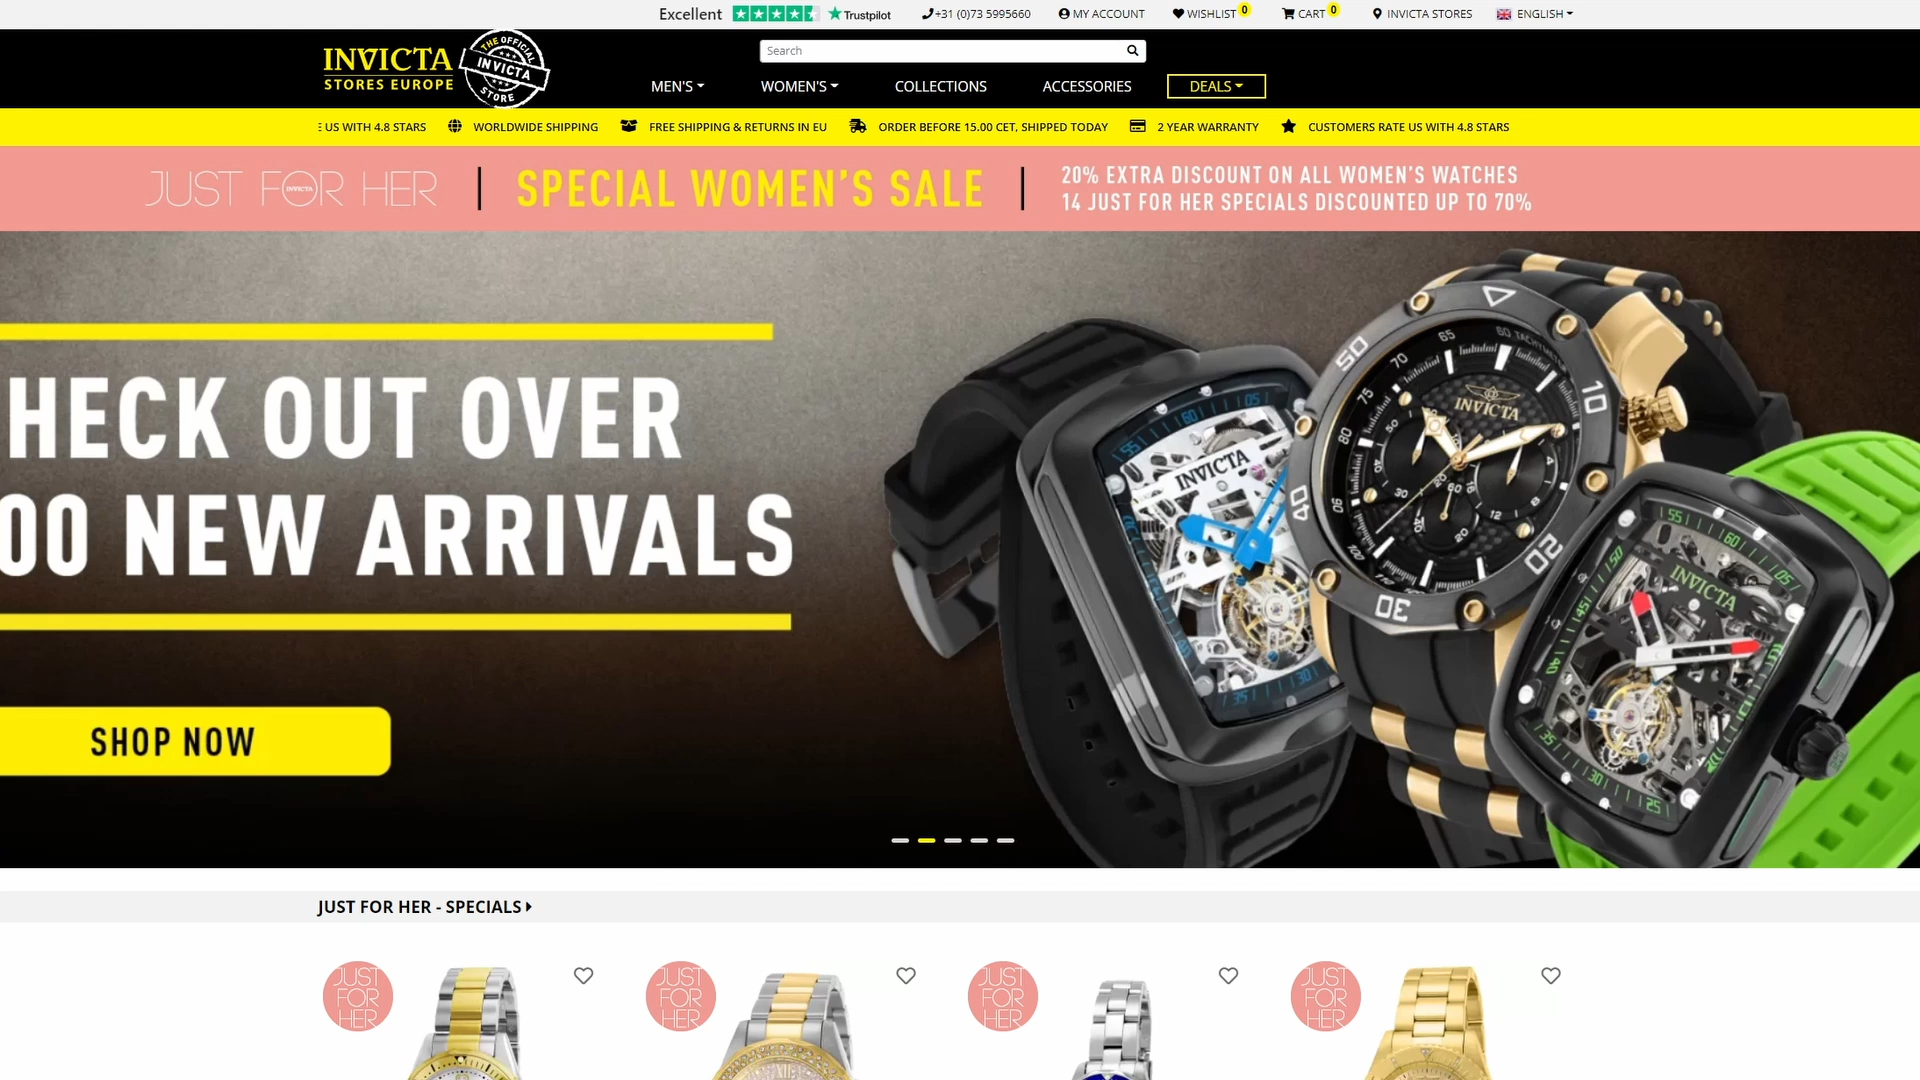 Excellent Trustpilot +31 (0)73 5995660 MY ACCOUNT WISHLIST 0 CART 0 INVICTA STORES ENGLISH
INVICTA
STORES EUROPE
THE OFFICIAL
INVICTA
STORE
Search
MEN'S WOMEN'S COLLECTIONS ACCESSORIES DEALS
US WITH 4.8 STARS WORLDWIDE SHIPPING FREE SHIPPING & RETURNS IN EU ORDER BEFORE 15.00 CET, SHIPPED TODAY 2 YEAR WARRANTY CUSTOMERS RATE US WITH 4.8 STARS
JUST FOR HER
INVICTA
SPECIAL WOMEN'S SALE
20% EXTRA DISCOUNT ON ALL WOMEN'S WATCHES
14 JUST FOR HER SPECIALS DISCOUNTED UP TO 70%
HECK OUT OVER
00 NEW ARRIVALS
SHOP NOW
INVICTA
INVICTA
INVICTA
JUST FOR HER - SPECIALS
JUST
FOR
HER
JUST
FOR
HER
JUST
FOR
HER
JUST
FOR
HER